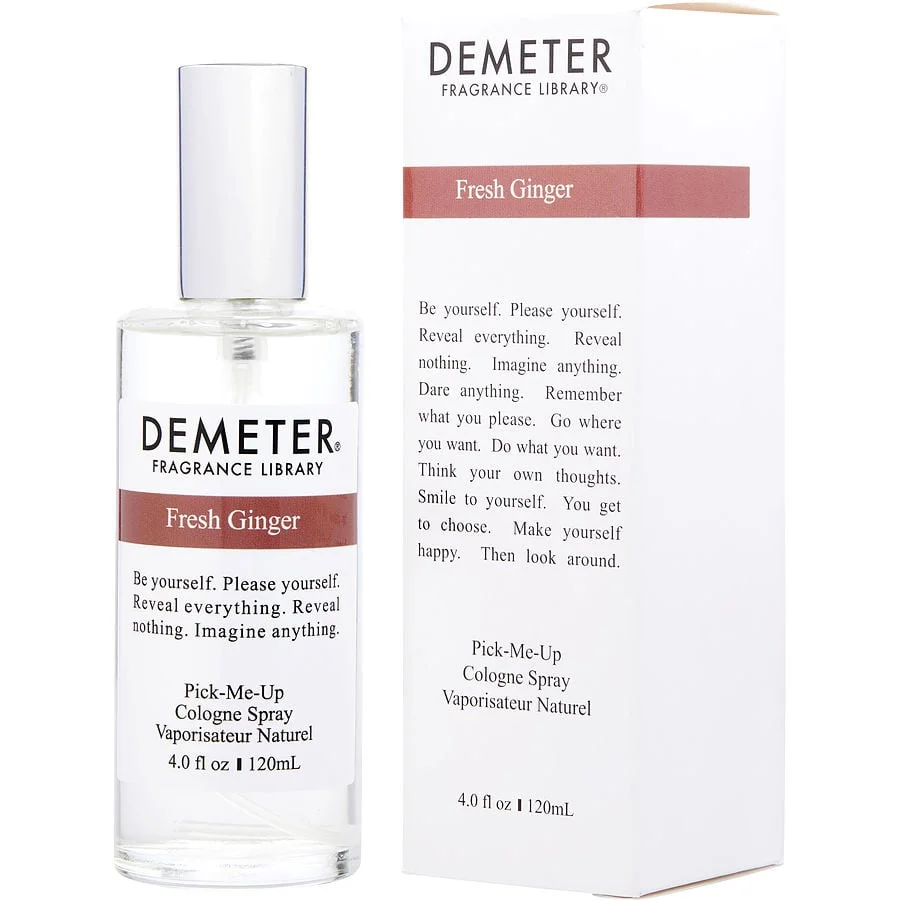 DEMETER®
FRAGRANCE LIBRARY
Fresh Ginger
Be yourself. Please yourself.
Reveal everything. Reveal
nothing. Imagine anything.
Pick-Me-Up
Cologne Spray
Vaporisateur Naturel
4.0 fl oz | 120mL
DEMETER
FRAGRANCE LIBRARY®
Fresh Ginger
Be yourself. Please yourself.
Reveal everything. Reveal
nothing. Imagine anything.
Dare anything. Remember
what you please. Go where
you want. Do what you want.
Think your own thoughts.
Smile to yourself. You get
to choose. Make yourself
happy. Then look around.
Pick-Me-Up
Cologne Spray
Vaporisateur Naturel
4.0 fl oz | 120mL